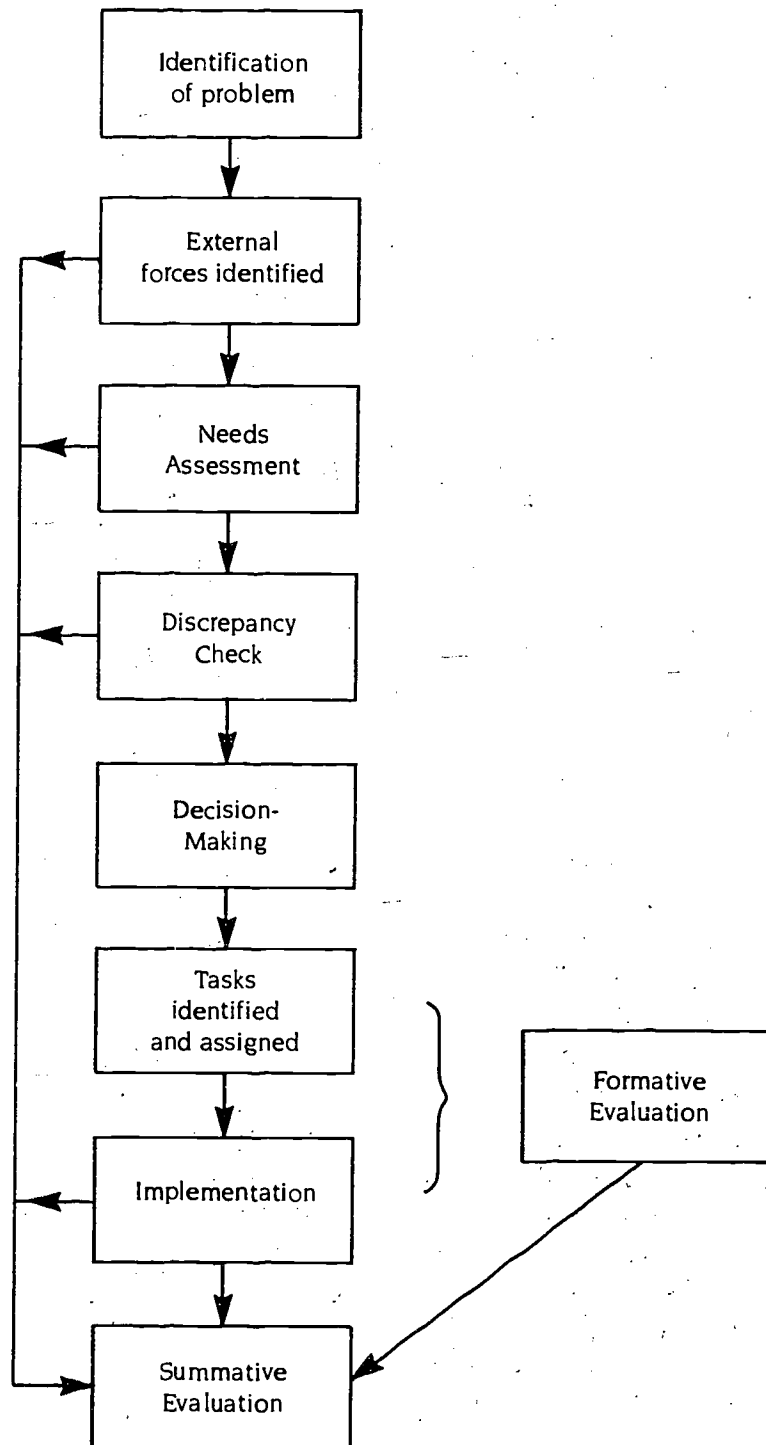 Identification
of problem
External
forces identified
Needs
Assessment
Discrepancy
Check
Decision-
Making
Tasks
identified
and assigned
Formative
Evaluation
Implementation
Summative
Evaluation